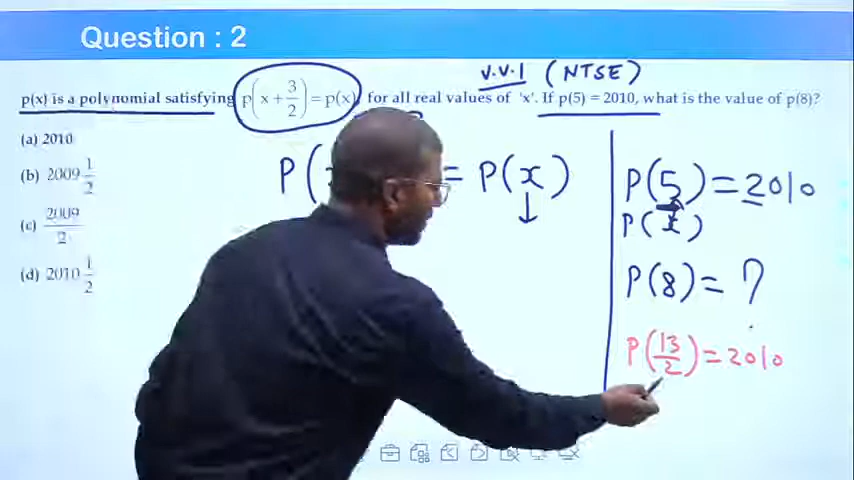 Question : 2
v.v.1 (NTSE)
p(x) is a polynomial satisfying p(x + 3/2) = p(x) for all real values of 'x'. If p(5) = 2010, what is the value of p(8)?
(a) 2010
(b) 2009 1/2
(c) 2009/2
(d) 2010 1/2
P( = P(x)
↓
P(5) = 2010
P(x)
P(8) = ?
P(13/2) = 2010